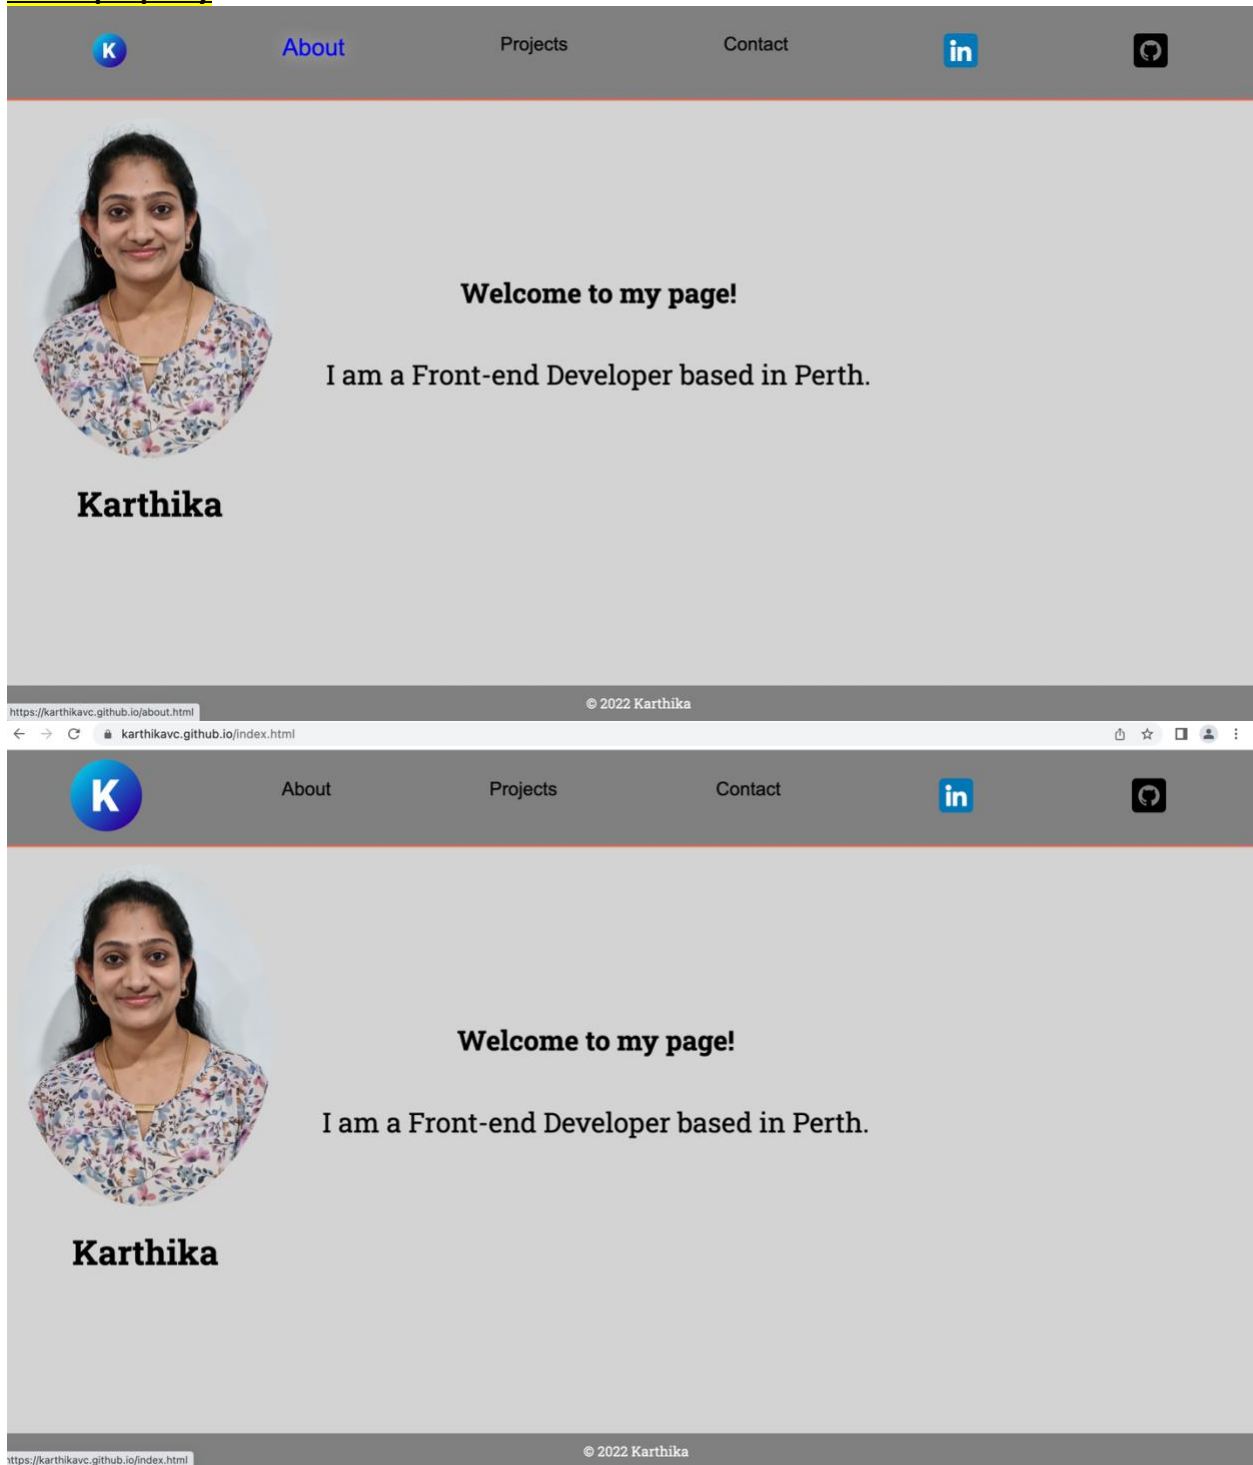 K
About
Projects
Contact
in
Welcome to my page!
I am a Front-end Developer based in Perth.
Karthika
© 2022 Karthika
https://karthikavc.github.io/about.html
karthikavc.github.io/index.html
K
About
Projects
Contact
in
Welcome to my page!
I am a Front-end Developer based in Perth.
Karthika
© 2022 Karthika
https://karthikavc.github.io/index.html